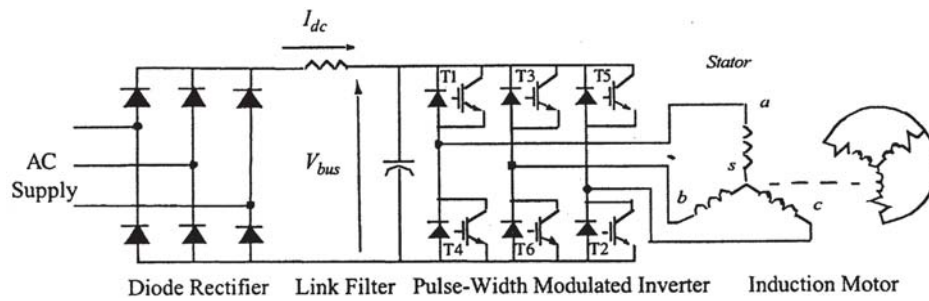 I_dc
T1
T3
T5
Stator
a
AC
Supply
V_bus
s
b
c
T4
T6
T2
Diode Rectifier
Link Filter
Pulse-Width Modulated Inverter
Induction Motor